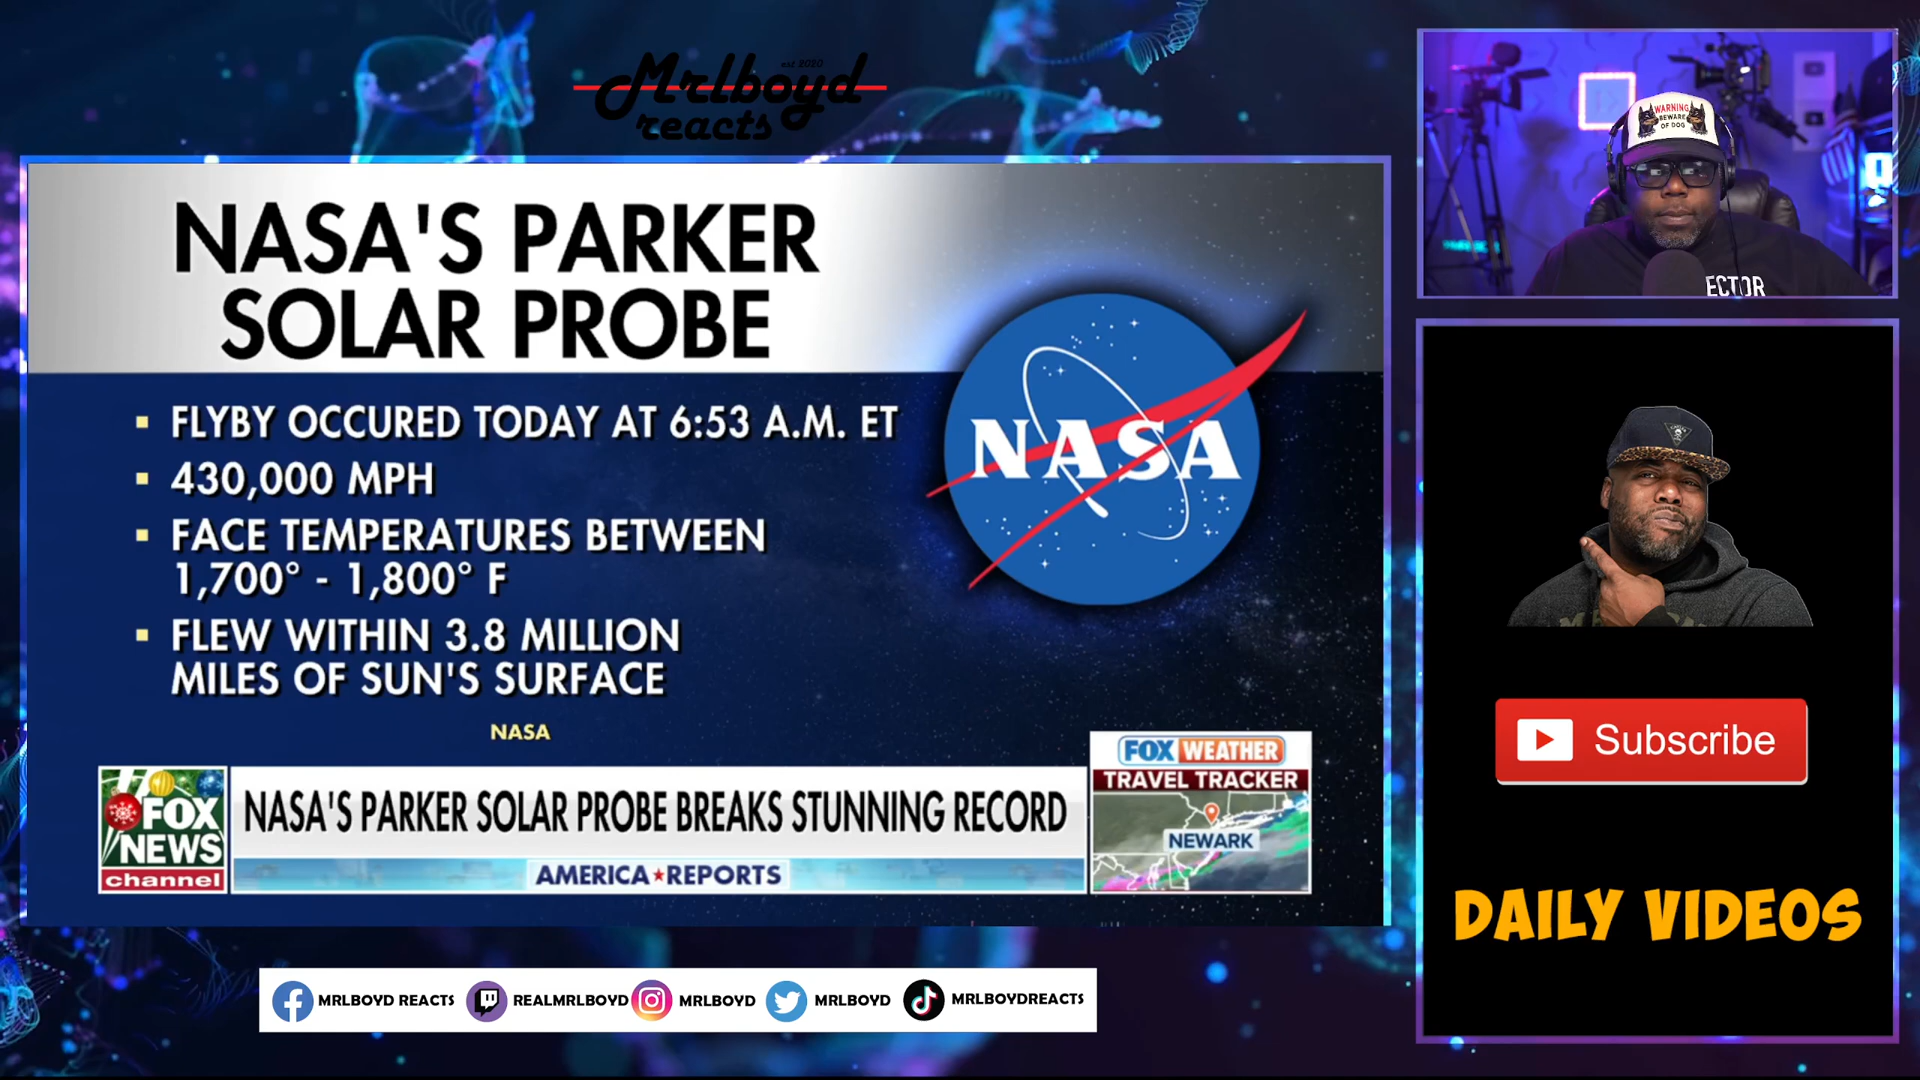 est 2020
Mrlboyd
reacts
NASA'S PARKER
SOLAR PROBE
FLYBY OCCURED TODAY AT 6:53 A.M. ET
430,000 MPH
FACE TEMPERATURES BETWEEN
1,700° - 1,800° F
FLEW WITHIN 3.8 MILLION
MILES OF SUN'S SURFACE
NASA
NASA
FOX
NEWS
channel
NASA'S PARKER SOLAR PROBE BREAKS STUNNING RECORD
AMERICA★REPORTS
FOX WEATHER
TRAVEL TRACKER
NEWARK
WARNING
BEWARE
OF DOG
ECTOR
Subscribe
DAILY VIDEOS
MRLBOYD REACTS
REALMRLBOYD
MRLBOYD
MRLBOYD
MRLBOYDREACTS